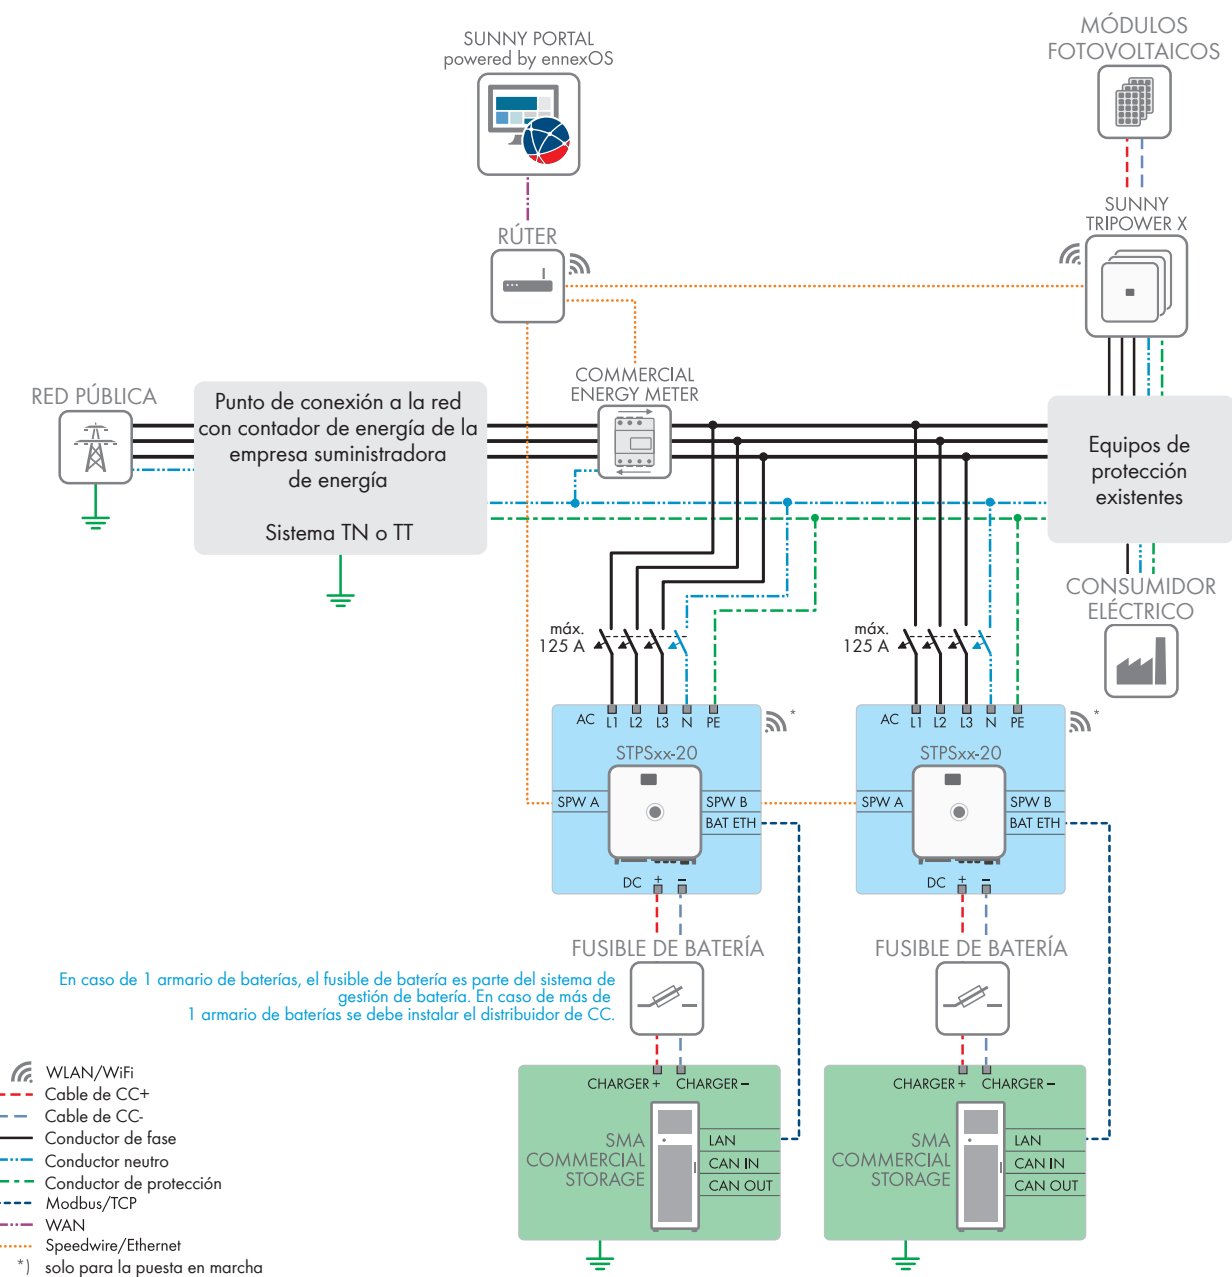 MÓDULOS
FOTOVOLTAICOS
SUNNY PORTAL
powered by ennexOS
SUNNY
TRIPOWER X
RÚTER
COMMERCIAL
ENERGY METER
RED PÚBLICA
Punto de conexión a la red
con contador de energía de la
empresa suministradora
de energía
Sistema TN o TT
Equipos de
protección
existentes
CONSUMIDOR
ELÉCTRICO
máx.
125 A
máx.
125 A
AC L1 L2 L3 N PE *
AC L1 L2 L3 N PE *
STPSxx-20
STPSxx-20
SPW A SPW B
SPW A SPW B
BAT ETH
BAT ETH
DC + –
DC + –
FUSIBLE DE BATERÍA
FUSIBLE DE BATERÍA
En caso de 1 armario de baterías, el fusible de batería es parte del sistema de
gestión de batería. En caso de más de
1 armario de baterías se debe instalar el distribuidor de CC.
CHARGER + CHARGER –
CHARGER + CHARGER –
SMA
COMMERCIAL
STORAGE
LAN
CAN IN
CAN OUT
SMA
COMMERCIAL
STORAGE
LAN
CAN IN
CAN OUT
WLAN/WiFi
Cable de CC+
Cable de CC-
Conductor de fase
Conductor neutro
Conductor de protección
Modbus/TCP
WAN
Speedwire/Ethernet
*) solo para la puesta en marcha